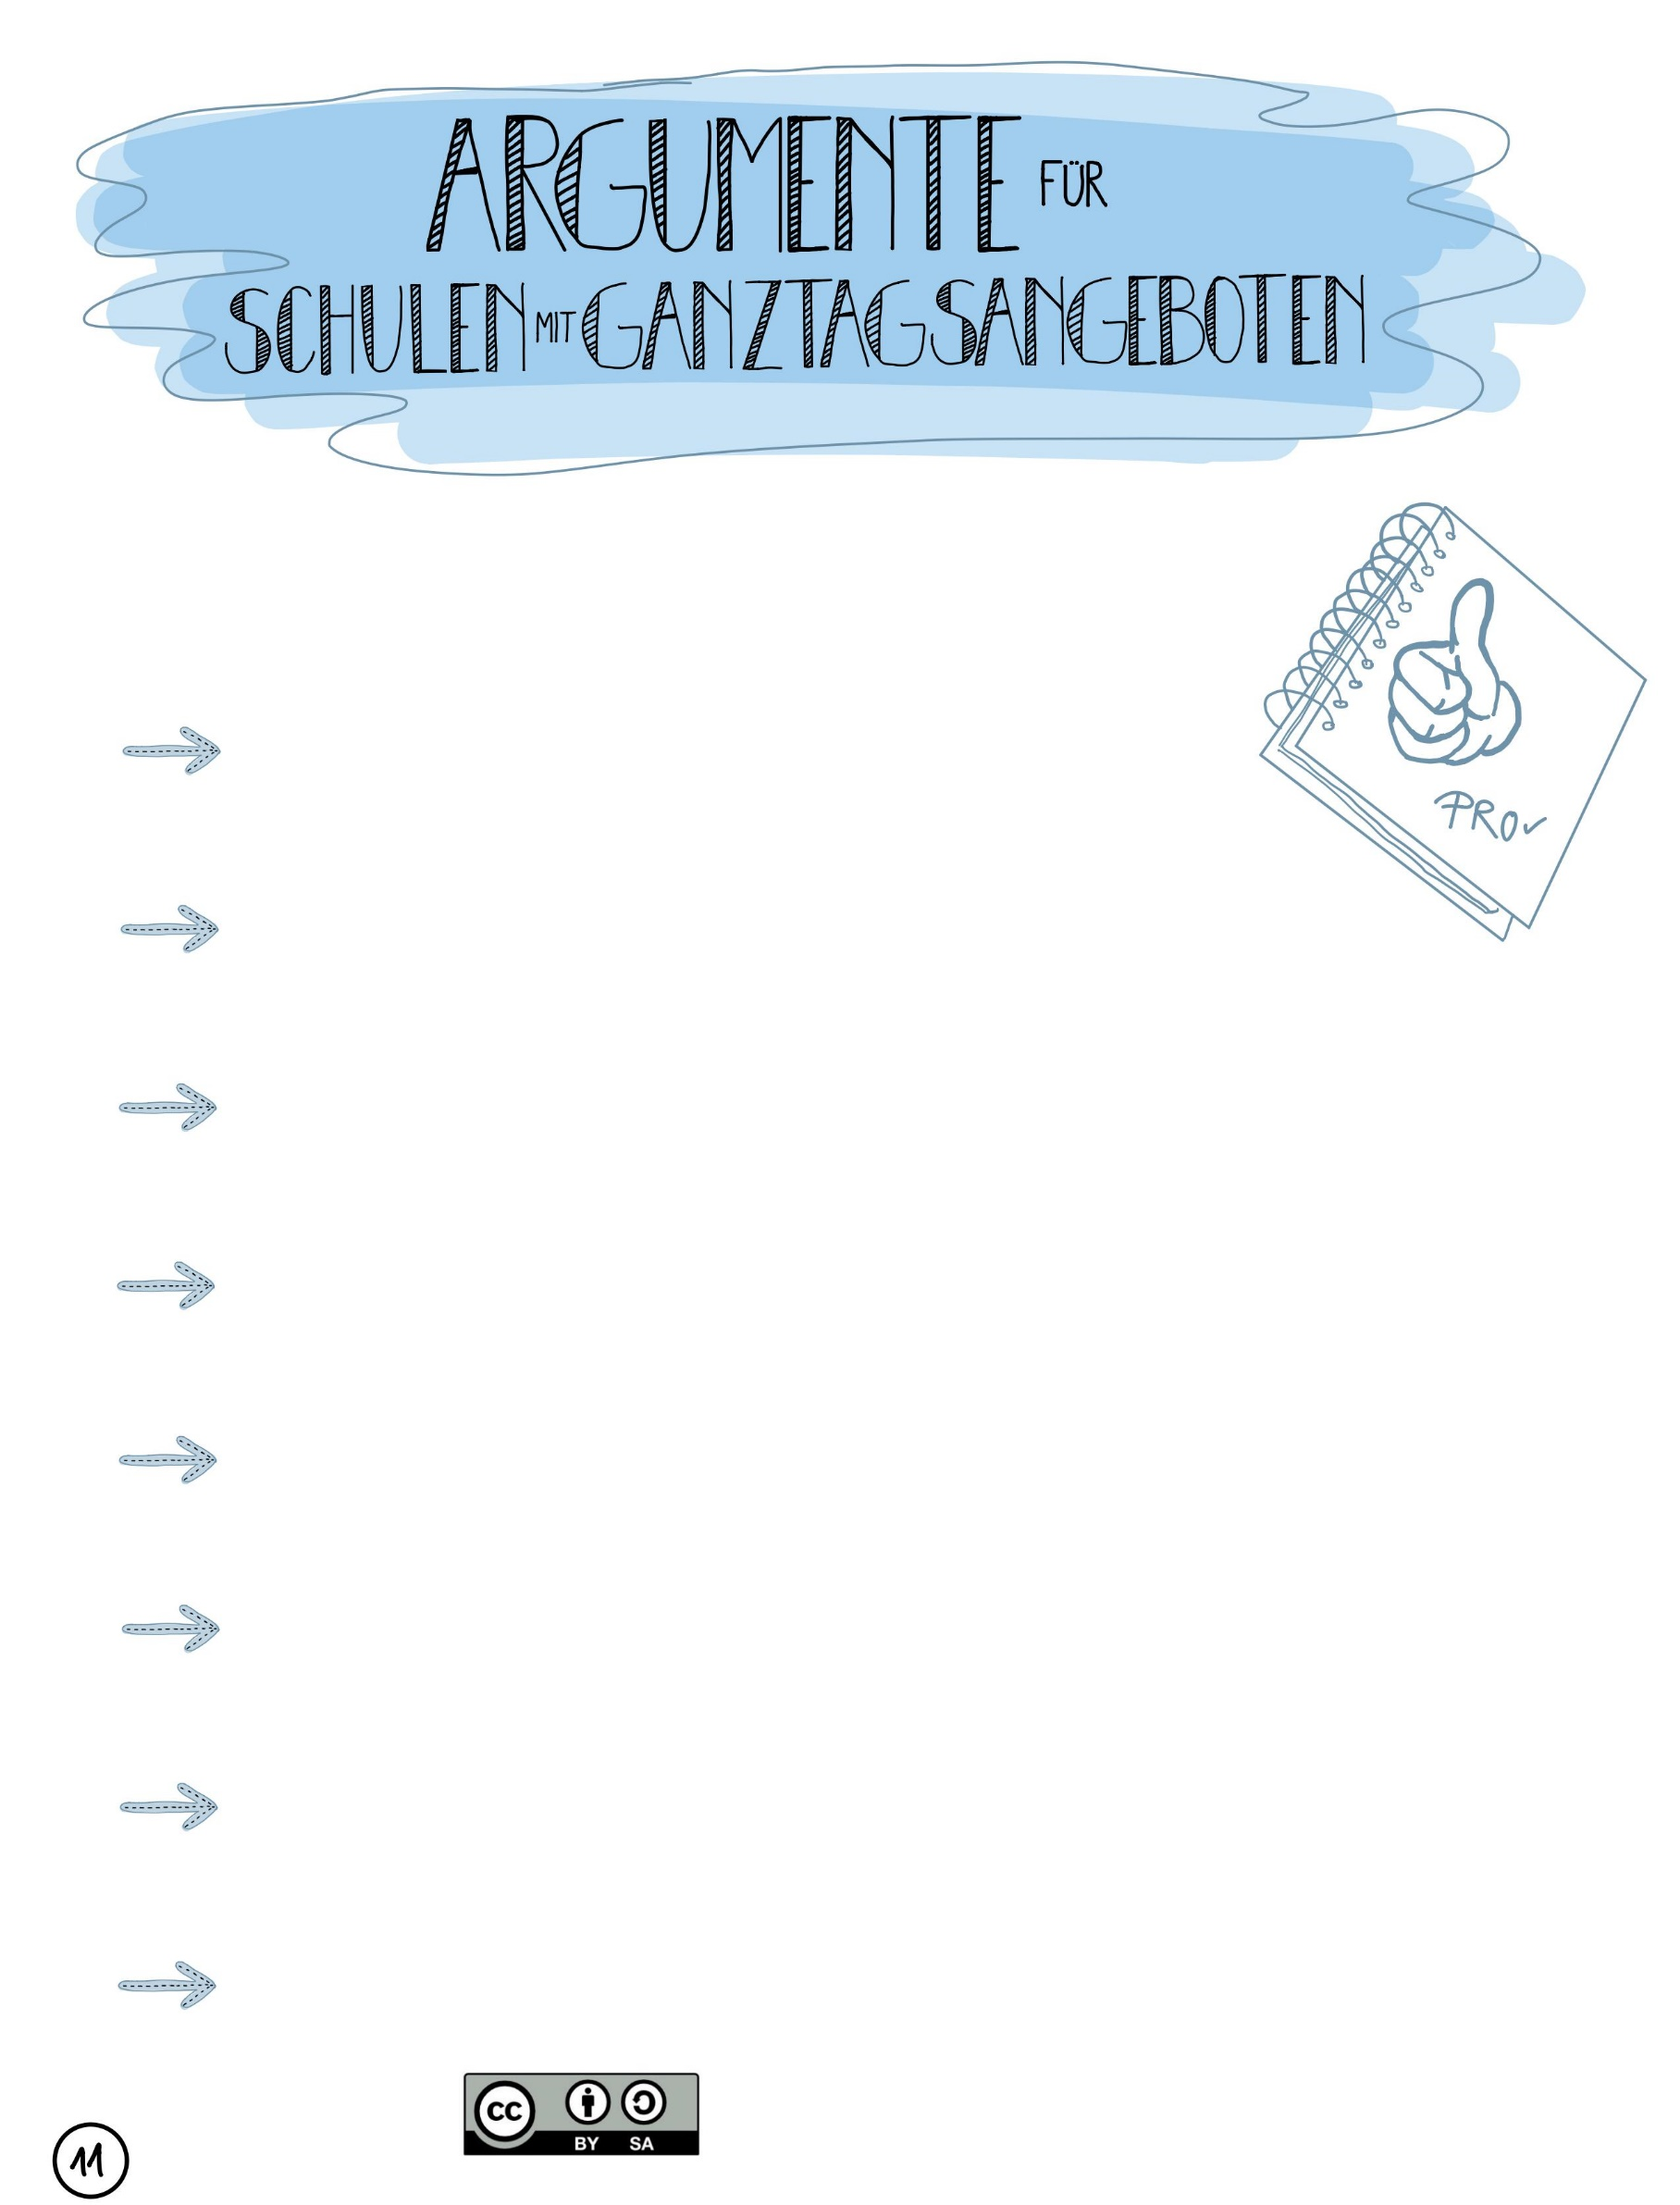 ARGUMENTE FÜR
SCHULEN MIT GANZTAGSANGEBOTEN
PRO
CC
BY SA
11